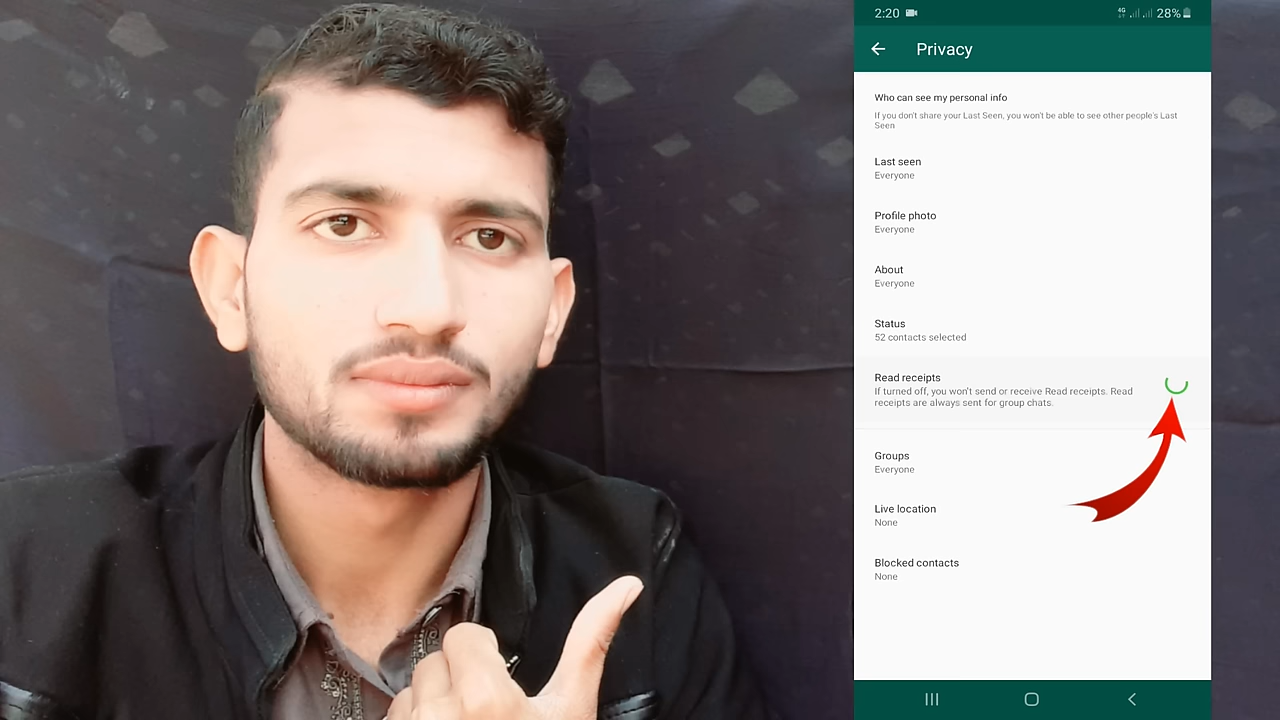 2:20
4G
28%
Privacy
Who can see my personal info
If you don't share your Last Seen, you won't be able to see other people's Last
Seen
Last seen
Everyone
Profile photo
Everyone
About
Everyone
Status
52 contacts selected
Read receipts
If turned off, you won't send or receive Read receipts. Read
receipts are always sent for group chats.
Groups
Everyone
Live location
None
Blocked contacts
None